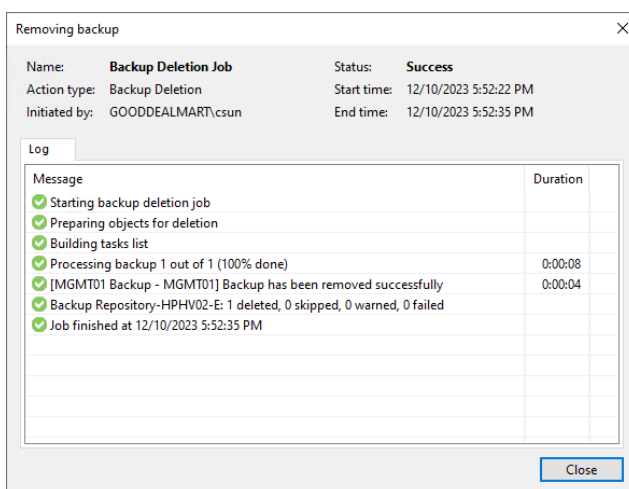 Removing backup
Name: Backup Deletion Job Status: Success
Action type: Backup Deletion Start time: 12/10/2023 5:52:22 PM
Initiated by: GOODDEALMART\csun End time: 12/10/2023 5:52:35 PM
Log
Message Duration
Starting backup deletion job
Preparing objects for deletion
Building tasks list
Processing backup 1 out of 1 (100% done) 0:00:08
[MGMT01 Backup - MGMT01] Backup has been removed successfully 0:00:04
Backup Repository-HPHV02-E: 1 deleted, 0 skipped, 0 warned, 0 failed
Job finished at 12/10/2023 5:52:35 PM
Close